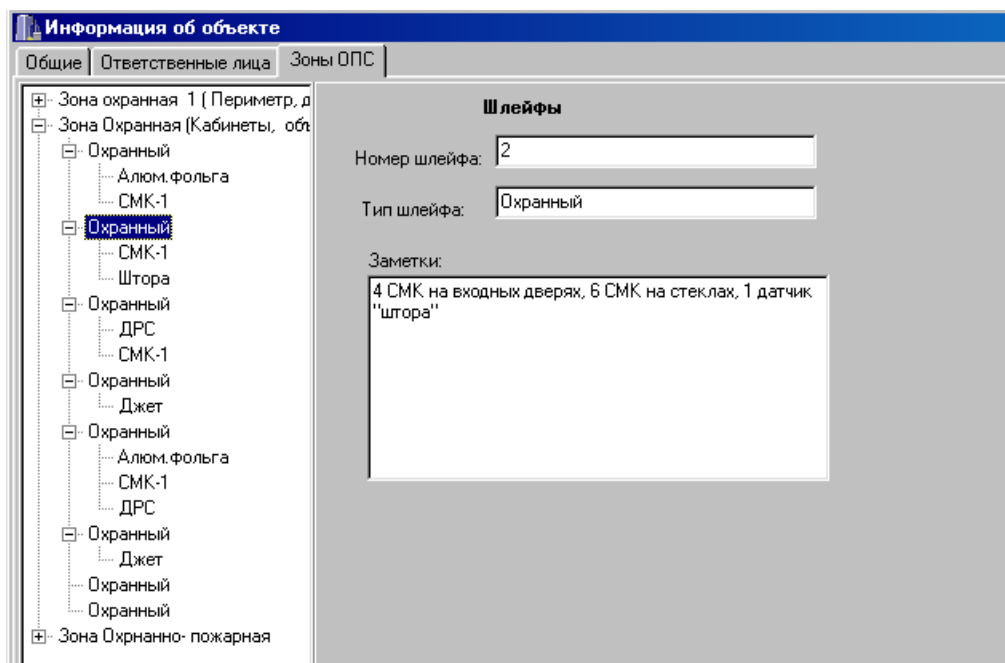 Информация об объекте
Общие Ответственные лица Зоны ОПС
Зона охранная 1 ( Периметр, д
Зона Охранная (Кабинеты, объ
Охранный
Алюм.фольга
СМК-1
Охранный
СМК-1
Штора
Охранный
ДРС
СМК-1
Охранный
Джет
Охранный
Алюм.фольга
СМК-1
ДРС
Охранный
Джет
Охранный
Охранный
Зона Охрнанно- пожарная
Шлейфы
Номер шлейфа: 2
Тип шлейфа: Охранный
Заметки:
4 СМК на входных дверях, 6 СМК на стеклах, 1 датчик
"штора"